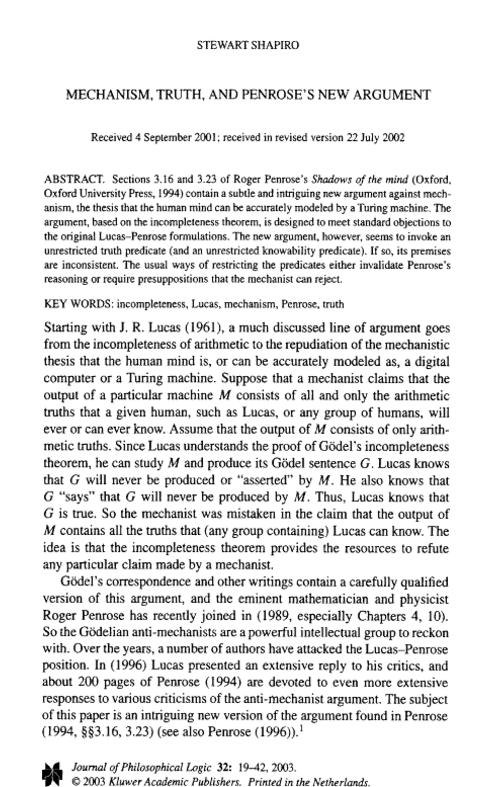 STEWART SHAPIRO
MECHANISM, TRUTH, AND PENROSE'S NEW ARGUMENT
Received 4 September 2001; received in revised version 22 July 2002
ABSTRACT. Sections 3.16 and 3.23 of Roger Penrose's Shadows of the mind (Oxford,
Oxford University Press, 1994) contain a subtle and intriguing new argument against mech-
anism, the thesis that the human mind can be accurately modeled by a Turing machine. The
argument, based on the incompleteness theorem, is designed to meet standard objections to
the original Lucas–Penrose formulations. The new argument, however, seems to invoke an
unrestricted truth predicate (and an unrestricted knowability predicate). If so, its premises
are inconsistent. The usual ways of restricting the predicates either invalidate Penrose's
reasoning or require presuppositions that the mechanist can reject.
KEY WORDS: incompleteness, Lucas, mechanism, Penrose, truth
Starting with J. R. Lucas (1961), a much discussed line of argument goes
from the incompleteness of arithmetic to the repudiation of the mechanistic
thesis that the human mind is, or can be accurately modeled as, a digital
computer or a Turing machine. Suppose that a mechanist claims that the
output of a particular machine M consists of all and only the arithmetic
truths that a given human, such as Lucas, or any group of humans, will
ever or can ever know. Assume that the output of M consists of only arith-
metic truths. Since Lucas understands the proof of Gödel's incompleteness
theorem, he can study M and produce its Gödel sentence G. Lucas knows
that G will never be produced or "asserted" by M. He also knows that
G "says" that G will never be produced by M. Thus, Lucas knows that
G is true. So the mechanist was mistaken in the claim that the output of
M contains all the truths that (any group containing) Lucas can know. The
idea is that the incompleteness theorem provides the resources to refute
any particular claim made by a mechanist.
Gödel's correspondence and other writings contain a carefully qualified
version of this argument, and the eminent mathematician and physicist
Roger Penrose has recently joined in (1989, especially Chapters 4, 10).
So the Gödelian anti-mechanists are a powerful intellectual group to reckon
with. Over the years, a number of authors have attacked the Lucas–Penrose
position. In (1996) Lucas presented an extensive reply to his critics, and
about 200 pages of Penrose (1994) are devoted to even more extensive
responses to various criticisms of the anti-mechanist argument. The subject
of this paper is an intriguing new version of the argument found in Penrose
(1994, §§3.16, 3.23) (see also Penrose (1996)).1
Journal of Philosophical Logic 32: 19–42, 2003.
© 2003 Kluwer Academic Publishers. Printed in the Netherlands.